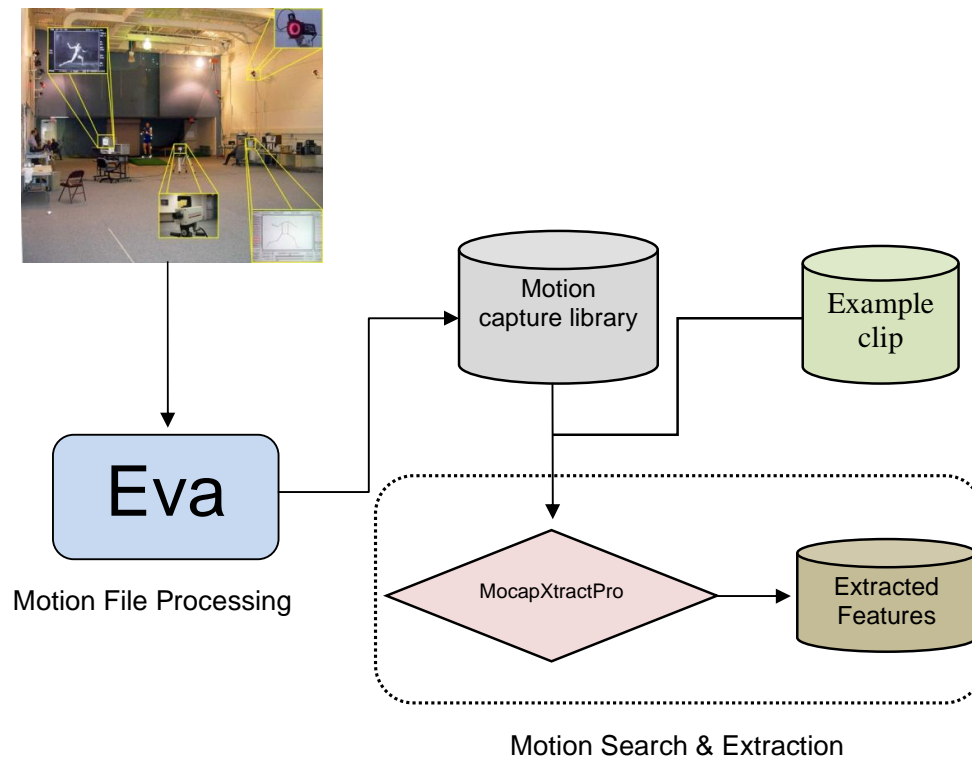 Motion
capture library
Example
clip
Eva
Motion File Processing
MocapXtractPro
Extracted
Features
Motion Search & Extraction